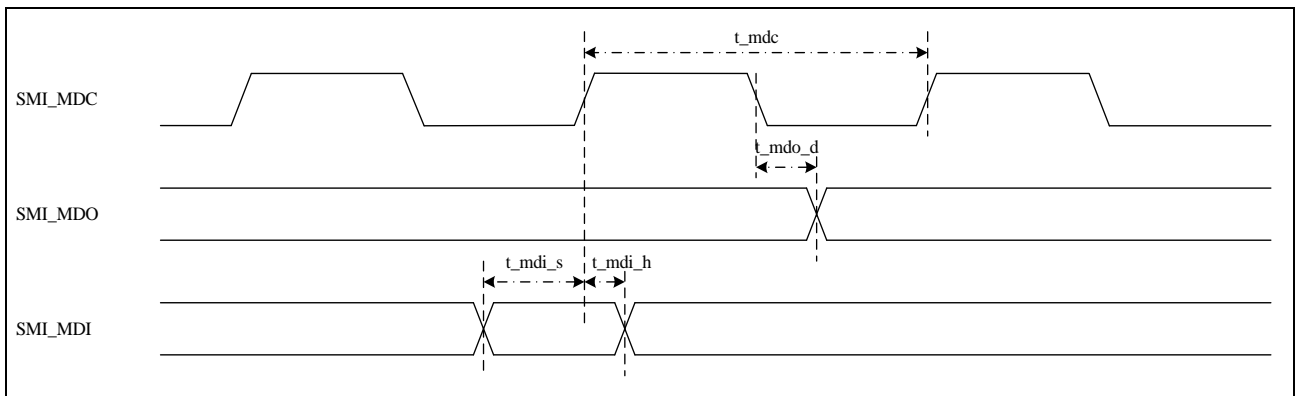 t_mdc
SMI_MDC
t_mdo_d
SMI_MDO
t_mdi_s
t_mdi_h
SMI_MDI